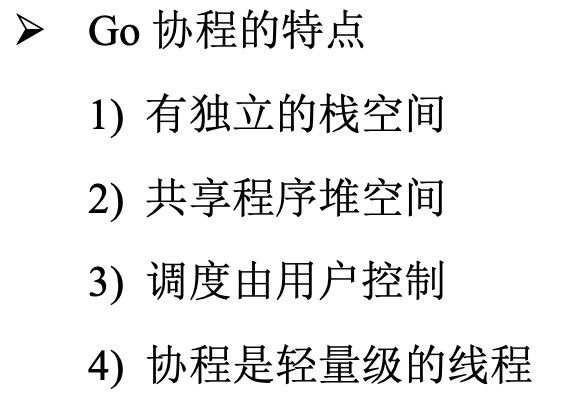 ➢ Go 协程的特点
1) 有独立的栈空间
2) 共享程序堆空间
3) 调度由用户控制
4) 协程是轻量级的线程